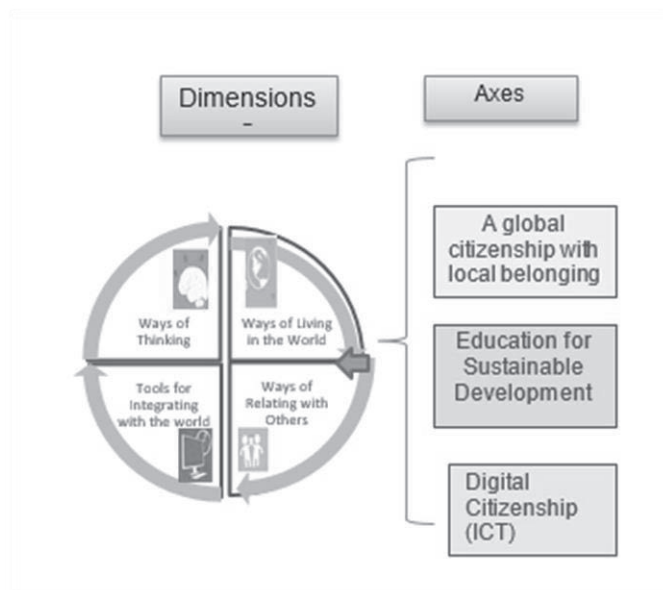 Dimensions
-
Axes
Ways of
Thinking
Ways of Living
in the World
Tools for
Integrating
with the world
Ways of
Relating with
Others
A global
citizenship with
local belonging
Education for
Sustainable
Development
Digital
Citizenship
(ICT)